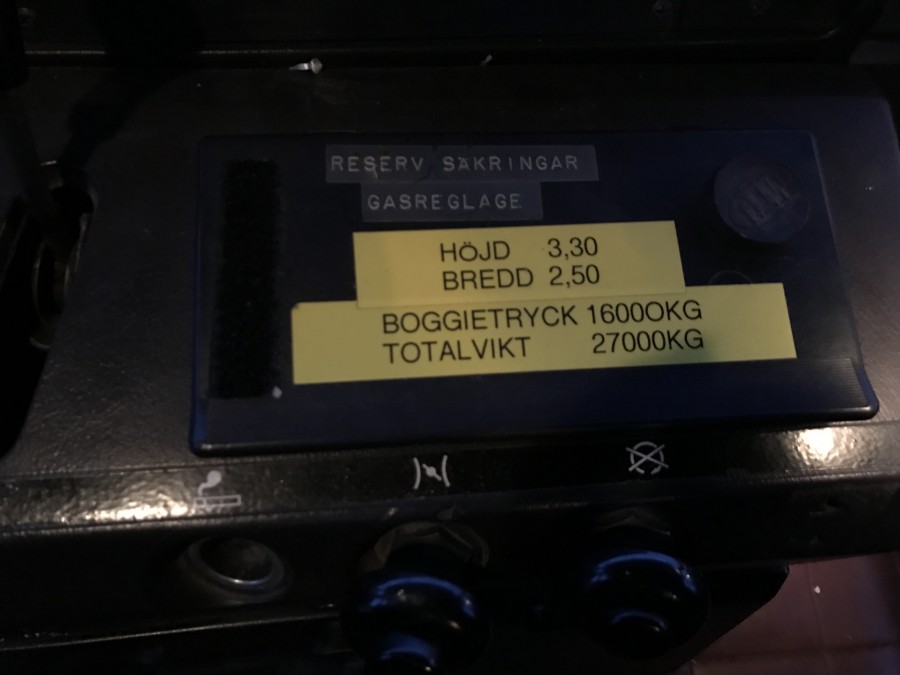 RESERV SÄKRINGAR
GASREGLAGE
HÖJD 3,30
BREDD 2,50
BOGGIETRYCK 16000KG
TOTALVIKT 27000KG